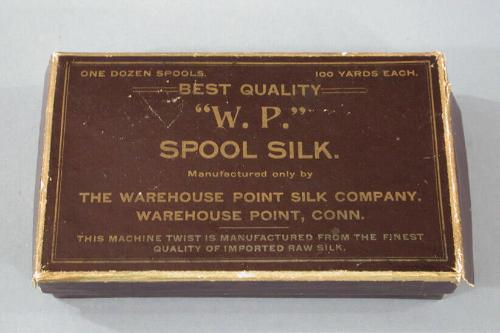 ONE DOZEN SPOOLS. 100 YARDS EACH.
BEST QUALITY
"W. P."
SPOOL SILK.
Manufactured only by
THE WAREHOUSE POINT SILK COMPANY.
WAREHOUSE POINT, CONN.
THIS MACHINE TWIST IS MANUFACTURED FROM THE FINEST
QUALITY OF IMPORTED RAW SILK.